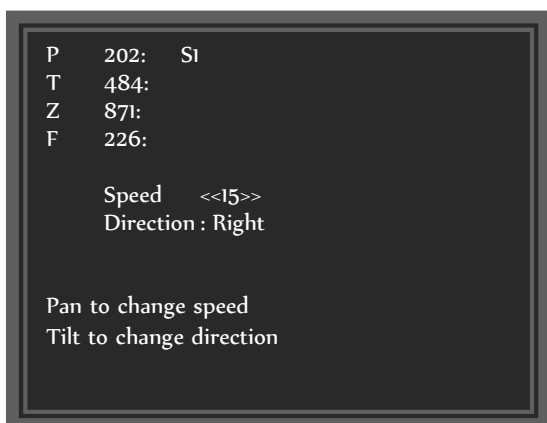 P 202: S1
T 484:
Z 871:
F 226:
Speed <<15>>
Direction : Right
Pan to change speed
Tilt to change direction